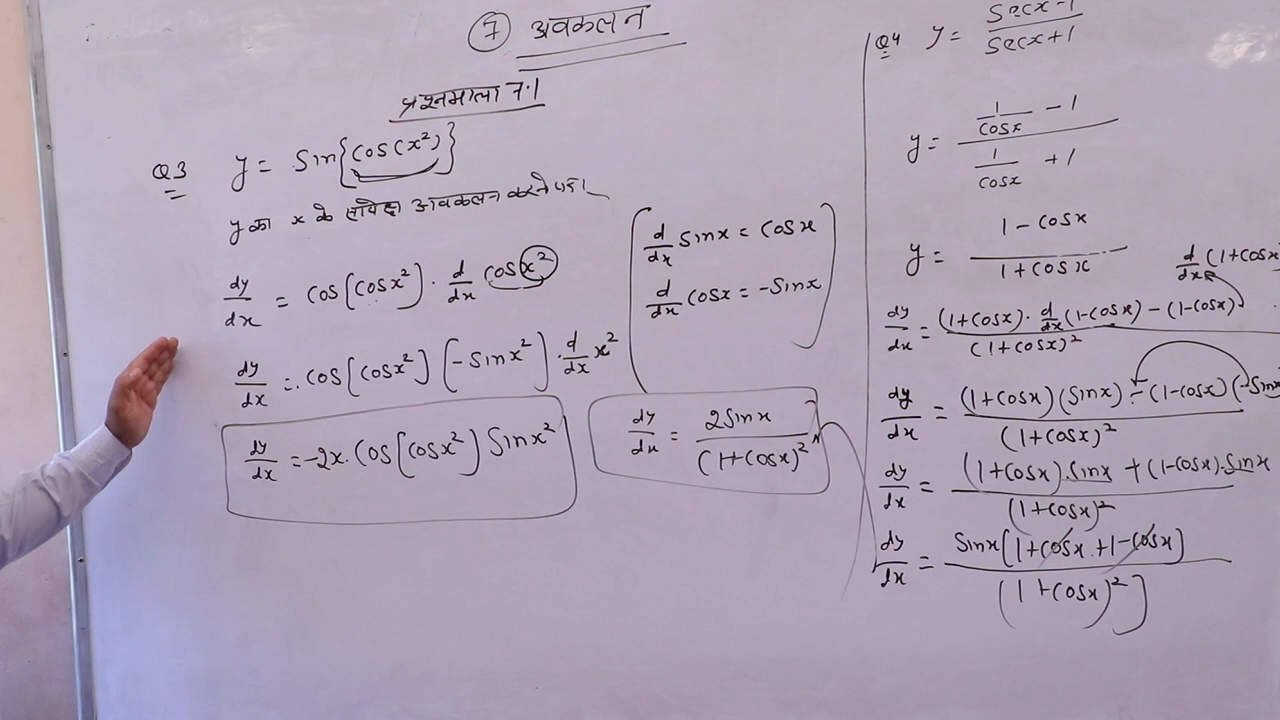 7 अवकलन
प्रश्नमाला 7.1
Q3 y = Sin{cos(x²)}
y का x के सापेक्ष अवकलन करने पर।
dy/dx = cos(cosx²) · d/dx cosx²
dy/dx = cos(cosx²)(-Sinx²) · d/dx x²
dy/dx = -2x·cos(cosx²) Sinx²
d/dx Sinx = cosx
d/dx cosx = -Sinx
dy/dx = 2Sinx/(1+cosx)²
Q4 y = Secx-1/Secx+1
y = (1/cosx - 1)/(1/cosx + 1)
y = 1-cosx/1+cosx
d/dx (1+cosx
dy/dx = (1+cosx)· d/dx (1-cosx) - (1-cosx) · /(1+cosx)²
dy/dx = (1+cosx)(Sinx) - (1-cosx)(-Sinx/(1+cosx)²
dy/dx = (1+cosx).Sinx + (1-cosx).Sinx/(1+cosx)²
dy/dx = Sinx[1+cosx+1-cosx]/(1+cosx)²]